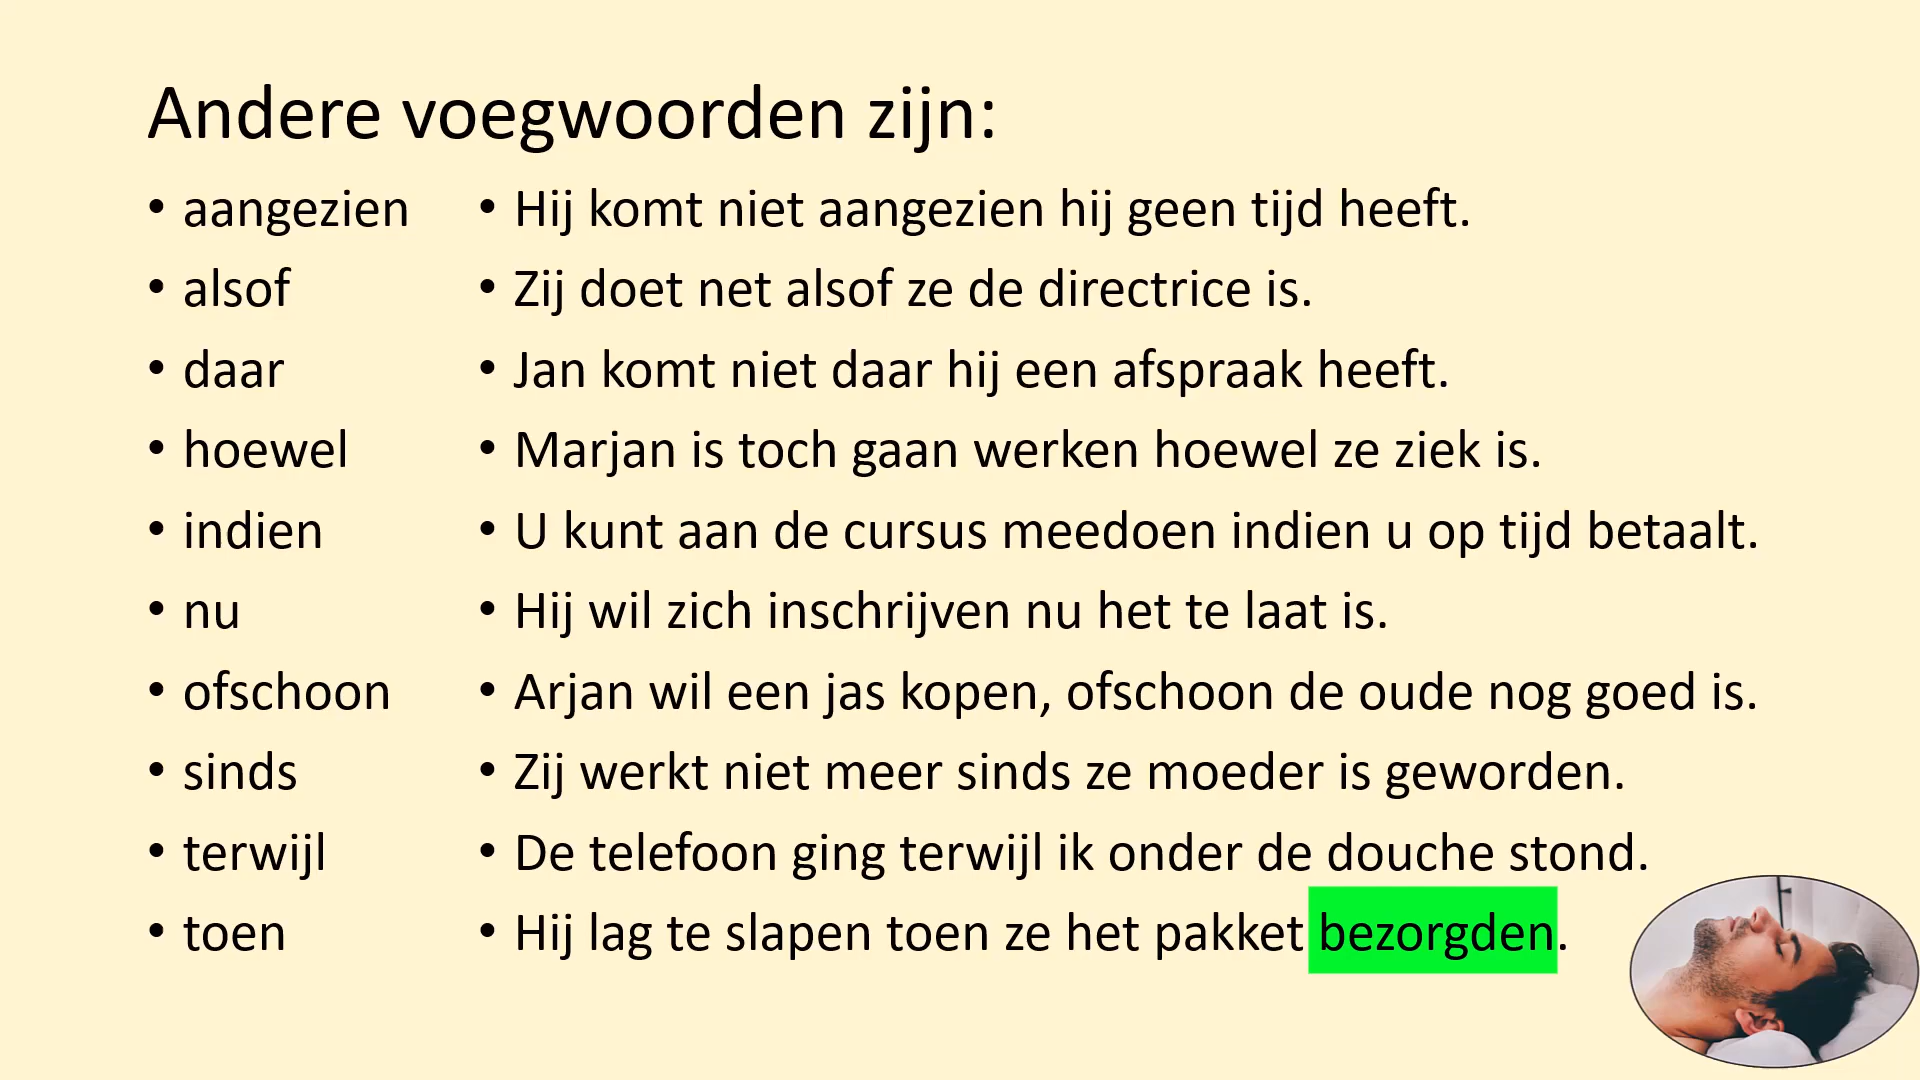 Andere voegwoorden zijn:
• aangezien • Hij komt niet aangezien hij geen tijd heeft.
• alsof • Zij doet net alsof ze de directrice is.
• daar • Jan komt niet daar hij een afspraak heeft.
• hoewel • Marjan is toch gaan werken hoewel ze ziek is.
• indien • U kunt aan de cursus meedoen indien u op tijd betaalt.
• nu • Hij wil zich inschrijven nu het te laat is.
• ofschoon • Arjan wil een jas kopen, ofschoon de oude nog goed is.
• sinds • Zij werkt niet meer sinds ze moeder is geworden.
• terwijl • De telefoon ging terwijl ik onder de douche stond.
• toen • Hij lag te slapen toen ze het pakket bezorgden.